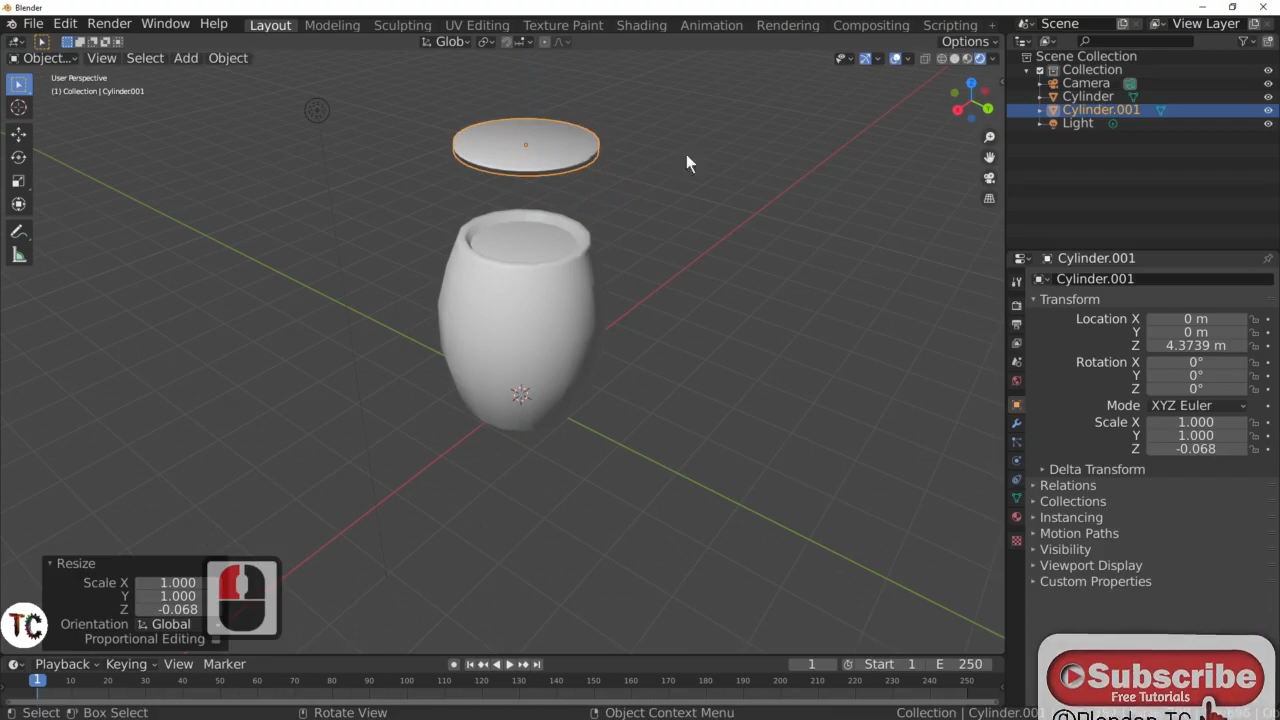 Blender
File Edit Render Window Help
Layout Modeling Sculpting UV Editing Texture Paint Shading Animation Rendering Compositing Scripting +
Scene View Layer
Glob Options
Object... View Select Add Object
User Perspective
(1) Collection | Cylinder.001
Scene Collection
Collection
Camera
Cylinder
Cylinder.001
Light
Z
X
Y
Cylinder.001
Cylinder.001
Transform
Location X 0 m
Y 0 m
Z 4.3739 m
Rotation X 0°
Y 0°
Z 0°
Mode XYZ Euler
Scale X 1.000
Y 1.000
Z -0.068
Delta Transform
Relations
Collections
Instancing
Motion Paths
Visibility
Viewport Display
Custom Properties
Resize
Scale X 1.000
Y 1.000
Z -0.068
Orientation Global
Proportional Editing
TC
Playback Keying View Marker 1 Start 1 E 250
1 10 20 30 40 50 60 70 80 90 100 110 120 130 140 150 160 170 180 190 200 210 220 230 240 250
Select Box Select Rotate View Object Context Menu Collection | Cylinder.001
Subscribe
Free Tutorials